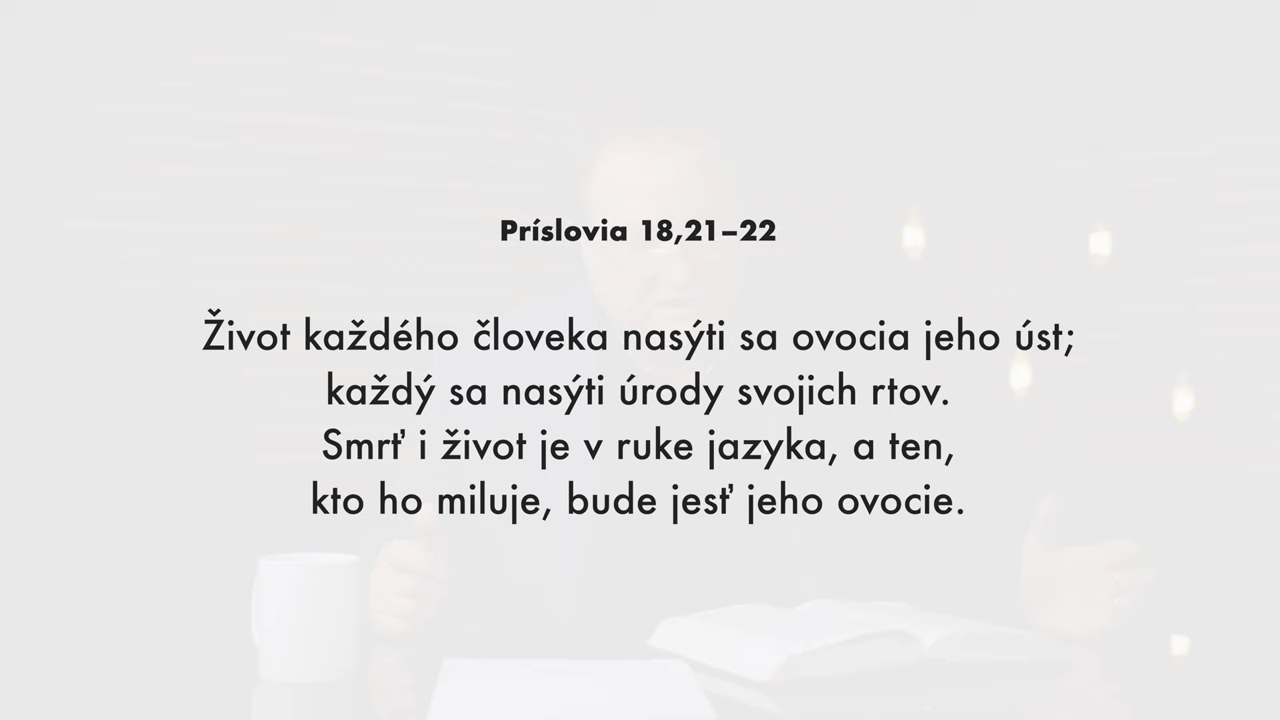 Príslovia 18,21–22
Život každého človeka nasýti sa ovocia jeho úst;
každý sa nasýti úrody svojich rtov.
Smrť i život je v ruke jazyka, a ten,
kto ho miluje, bude jesť jeho ovocie.